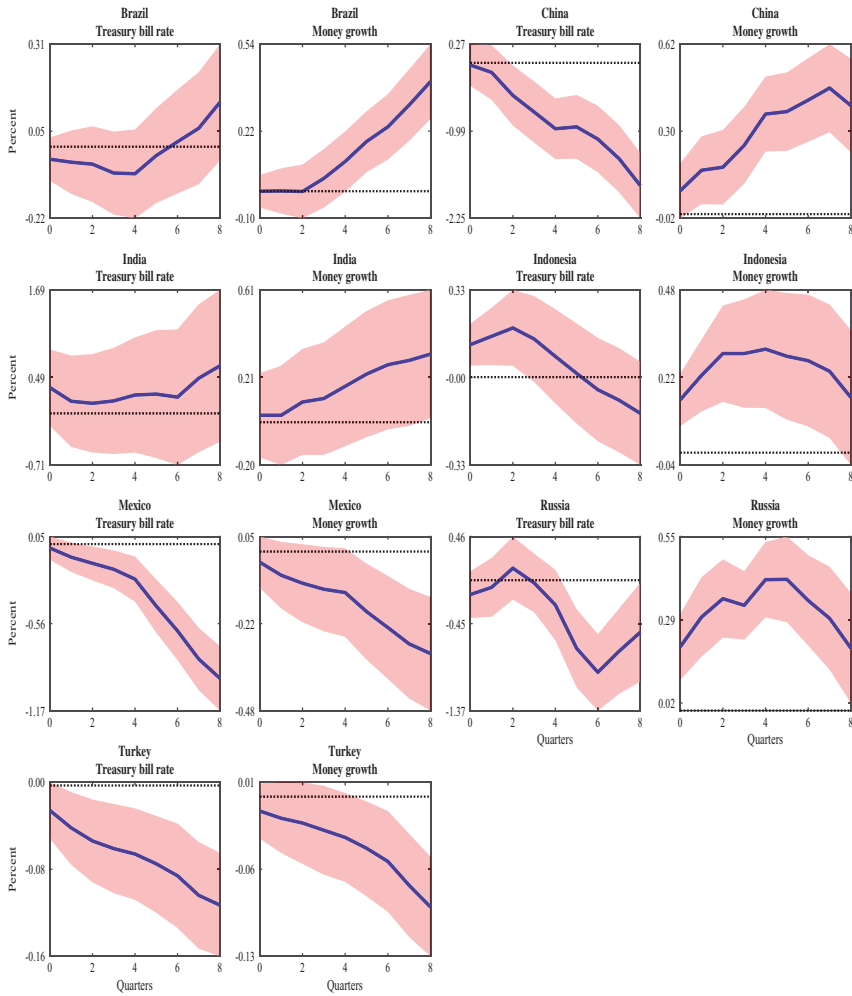 Brazil
Treasury bill rate
Brazil
Money growth
China
Treasury bill rate
China
Money growth
0.31
0.05
-0.22
Percent
0 2 4 6 8
0.54
0.22
-0.10
0 2 4 6 8
0.27
-0.99
-2.25
0 2 4 6 8
0.62
0.30
-0.02
0 2 4 6 8
India
Treasury bill rate
India
Money growth
Indonesia
Treasury bill rate
Indonesia
Money growth
1.69
0.49
-0.71
Percent
0 2 4 6 8
0.61
0.21
-0.20
0 2 4 6 8
0.33
-0.00
-0.33
0 2 4 6 8
0.48
0.22
-0.04
0 2 4 6 8
Mexico
Treasury bill rate
Mexico
Money growth
Russia
Treasury bill rate
Russia
Money growth
0.05
-0.56
-1.17
Percent
0 2 4 6 8
0.05
-0.22
-0.48
0 2 4 6 8
0.46
-0.45
-1.37
0 2 4 6 8
Quarters
0.55
0.29
0.02
0 2 4 6 8
Quarters
Turkey
Treasury bill rate
Turkey
Money growth
0.00
-0.08
-0.16
Percent
0 2 4 6 8
Quarters
0.01
-0.06
-0.13
0 2 4 6 8
Quarters